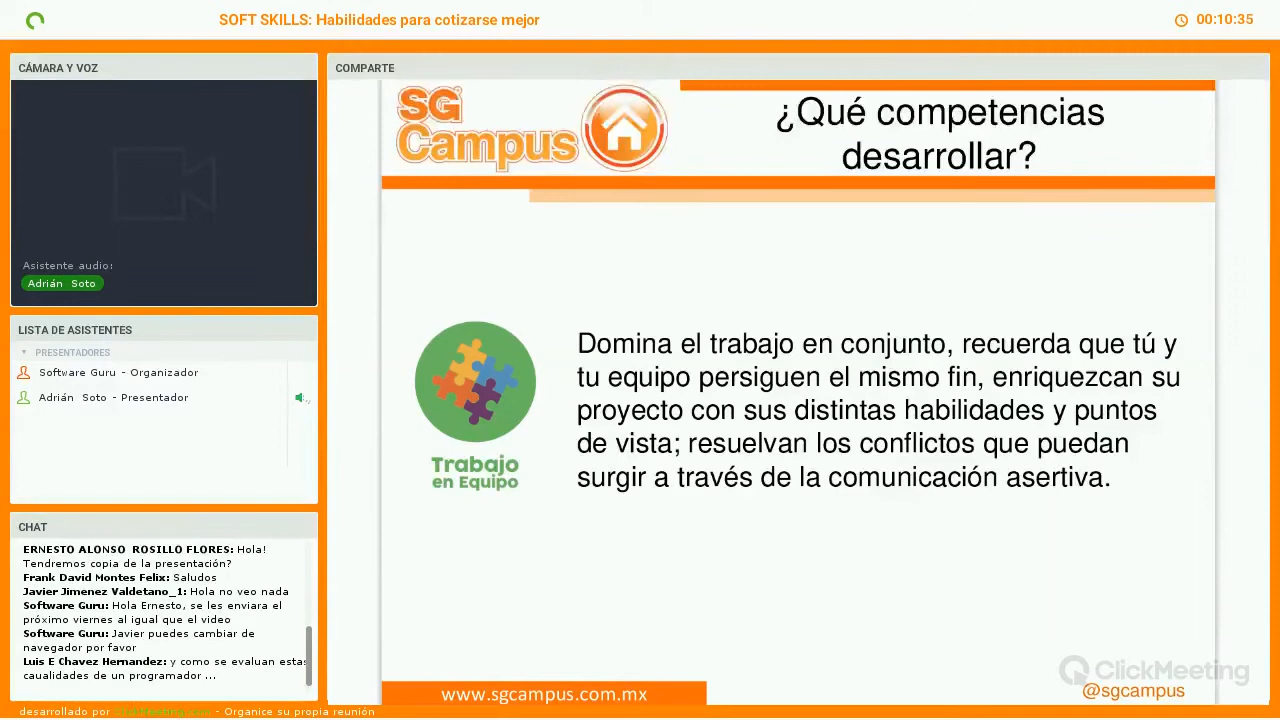 SOFT SKILLS: Habilidades para cotizarse mejor
00:10:35
CÁMARA Y VOZ
Asistente audio:
Adrián Soto
LISTA DE ASISTENTES
PRESENTADORES
Software Guru - Organizador
Adrián Soto - Presentador
CHAT
ERNESTO ALONSO ROSILLO FLORES: Hola!
Tendremos copia de la presentación?
Frank David Montes Felix: Saludos
Javier Jimenez Valdetano_1: Hola no veo nada
Software Guru: Hola Ernesto, se les enviara el
próximo viernes al igual que el video
Software Guru: Javier puedes cambiar de
navegador por favor
Luis E Chavez Hernandez: y como se evaluan estas
caualidades de un programador ...
desarrollado por ClickMeeting.com - Organice su propia reunión
COMPARTE
SG
Campus
¿Qué competencias
desarrollar?
Trabajo
en Equipo
Domina el trabajo en conjunto, recuerda que tú y
tu equipo persiguen el mismo fin, enriquezcan su
proyecto con sus distintas habilidades y puntos
de vista; resuelvan los conflictos que puedan
surgir a través de la comunicación asertiva.
www.sgcampus.com.mx
ClickMeeting
@sgcampus